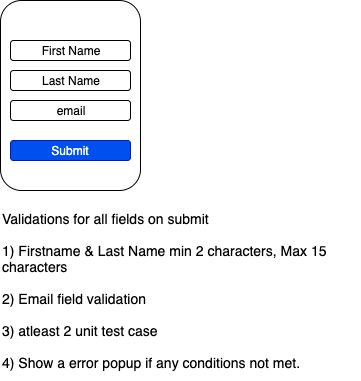 First Name
Last Name
email
Submit
Validations for all fields on submit
1) Firstname & Last Name min 2 characters, Max 15
characters
2) Email field validation
3) atleast 2 unit test case
4) Show a error popup if any conditions not met.